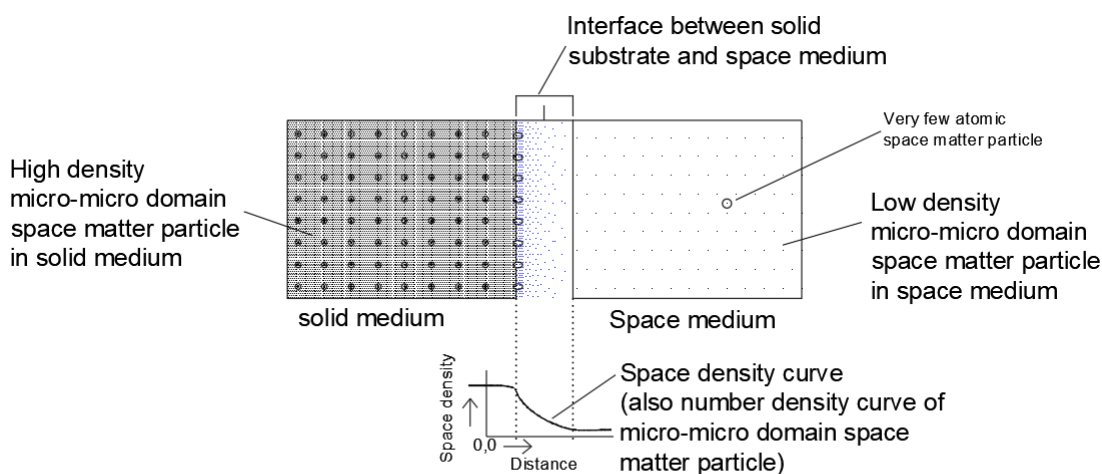 Interface between solid
substrate and space medium
Very few atomic
space matter particle
High density
micro-micro domain
space matter particle
in solid medium
Low density
micro-micro domain
space matter particle
in space medium
solid medium
Space medium
Space density
0,0
Distance
Space density curve
(also number density curve of
micro-micro domain space
matter particle)